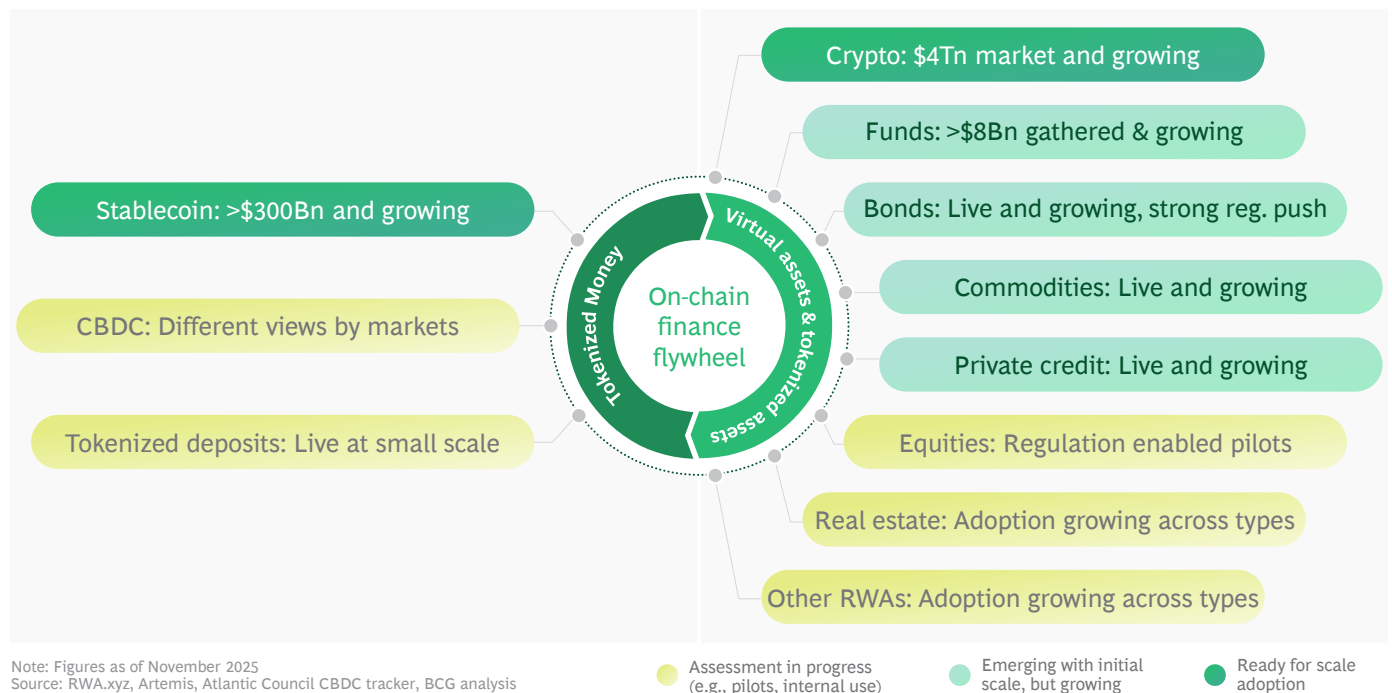 Crypto: $4Tn market and growing
Funds: >$8Bn gathered & growing
Stablecoin: >$300Bn and growing
Bonds: Live and growing, strong reg. push
Commodities: Live and growing
CBDC: Different views by markets
Private credit: Live and growing
Tokenized deposits: Live at small scale
Equities: Regulation enabled pilots
Real estate: Adoption growing across types
Other RWAs: Adoption growing across types
Tokenized Money
Virtual assets & tokenized assets
On-chain
finance
flywheel
Note: Figures as of November 2025
Source: RWA.xyz, Artemis, Atlantic Council CBDC tracker, BCG analysis
Assessment in progress
(e.g., pilots, internal use)
Emerging with initial
scale, but growing
Ready for scale
adoption